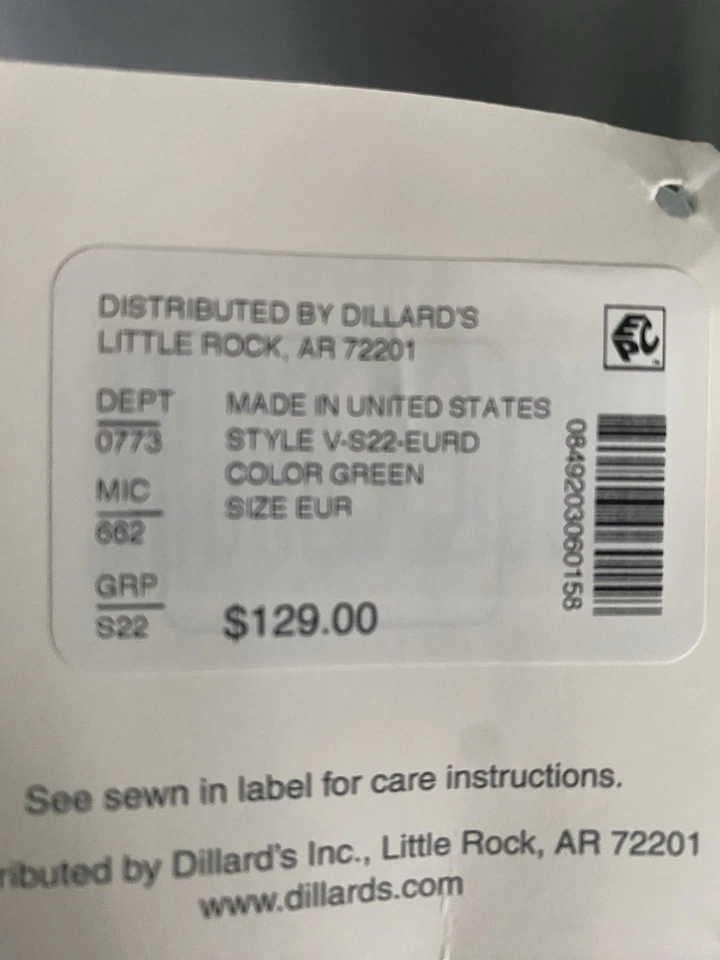 DISTRIBUTED BY DILLARD'S
LITTLE ROCK, AR 72201
EPC
DEPT
0773
MIC
662
GRP
S22
MADE IN UNITED STATES
STYLE V-S22-EURD
COLOR GREEN
SIZE EUR
$129.00
0849203060158
See sewn in label for care instructions.
ributed by Dillard's Inc., Little Rock, AR 72201
www.dillards.com